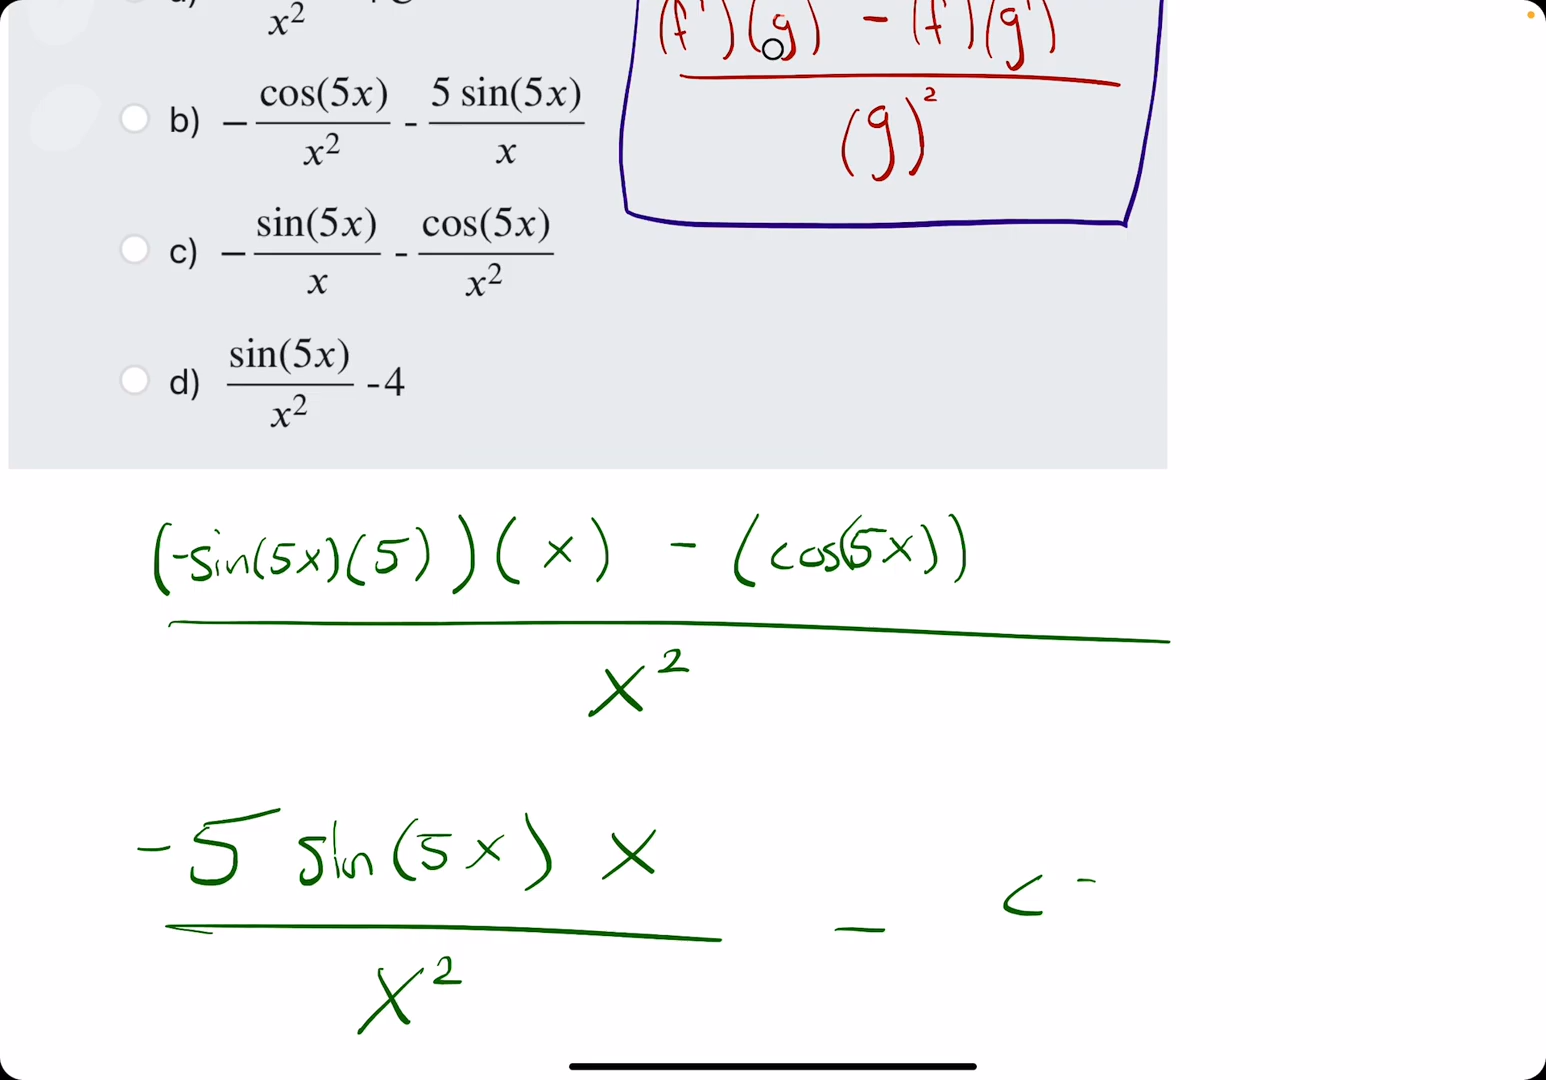 x²
(f')(g) - (f)(g')
(g)²
b) -cos(5x)/x² - 5 sin(5x)/x
c) -sin(5x)/x - cos(5x)/x²
d) sin(5x)/x² -4
(-sin(5x)(5))(x) - (cos(5x))
x²
-5 sin(5x) x
x²
- c